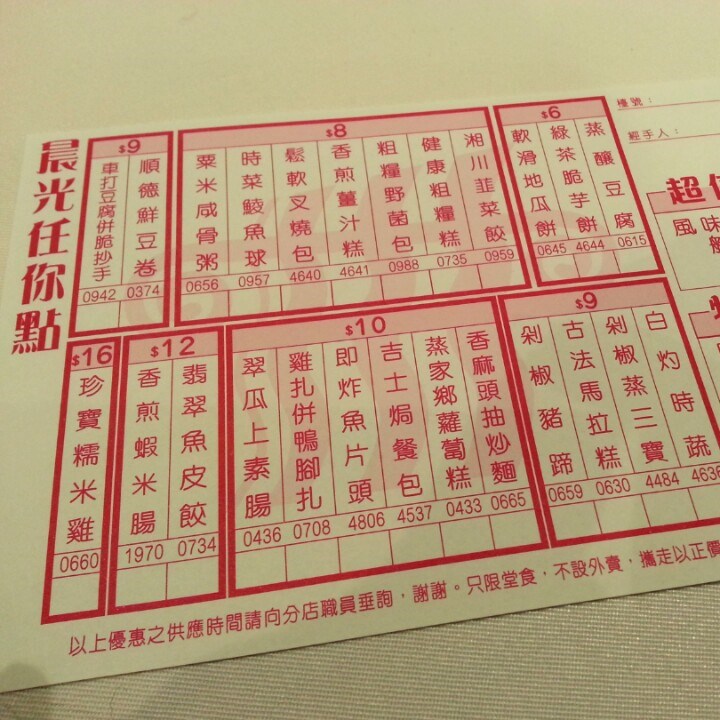 晨光任你點
檯號：
經手人：
$6
蒸釀豆腐
0615
綠茶脆芋餅
4644
軟滑地瓜餅
0645
$8
湘川韮菜餃
0959
健康粗糧糕
0735
粗糧野菌包
0988
香煎薑汁糕
4641
鬆軟叉燒包
4640
時菜鯪魚球
0957
粟米咸骨粥
0656
$9
順德鮮豆卷
0374
車打豆腐併脆抄手
0942
超
風味
$9
白灼時蔬
剁椒蒸三寶
4484
古法馬拉糕
0630
剁椒豬蹄
0659
$10
香麻頭抽炒麵
0665
蒸家鄉蘿蔔糕
0433
吉士焗餐包
4537
即炸魚片頭
4806
雞扎併鴨腳扎
0708
翠瓜上素腸
0436
$12
翡翠魚皮餃
0734
香煎蝦米腸
1970
$16
珍寶糯米雞
0660
以上優惠之供應時間請向分店職員垂詢，謝謝。只限堂食，不設外賣，攜走以正價